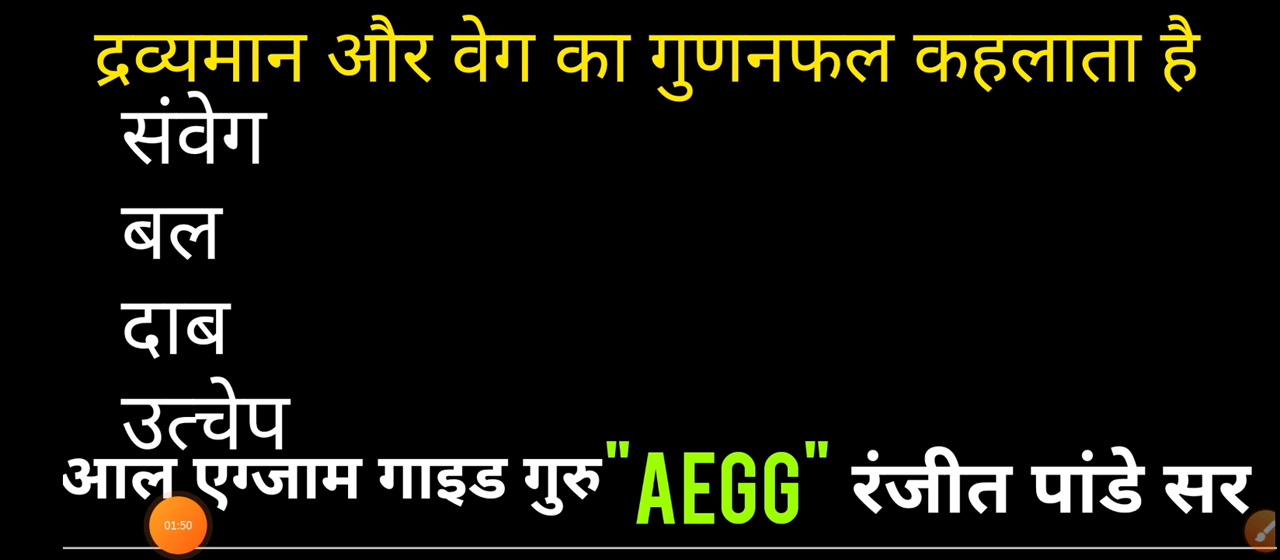 द्रव्यमान और वेग का गुणनफल कहलाता है
संवेग
बल
दाब
उत्चेप
आल एग्जाम गाइड गुरु "AEGG" रंजीत पांडे सर
01:50